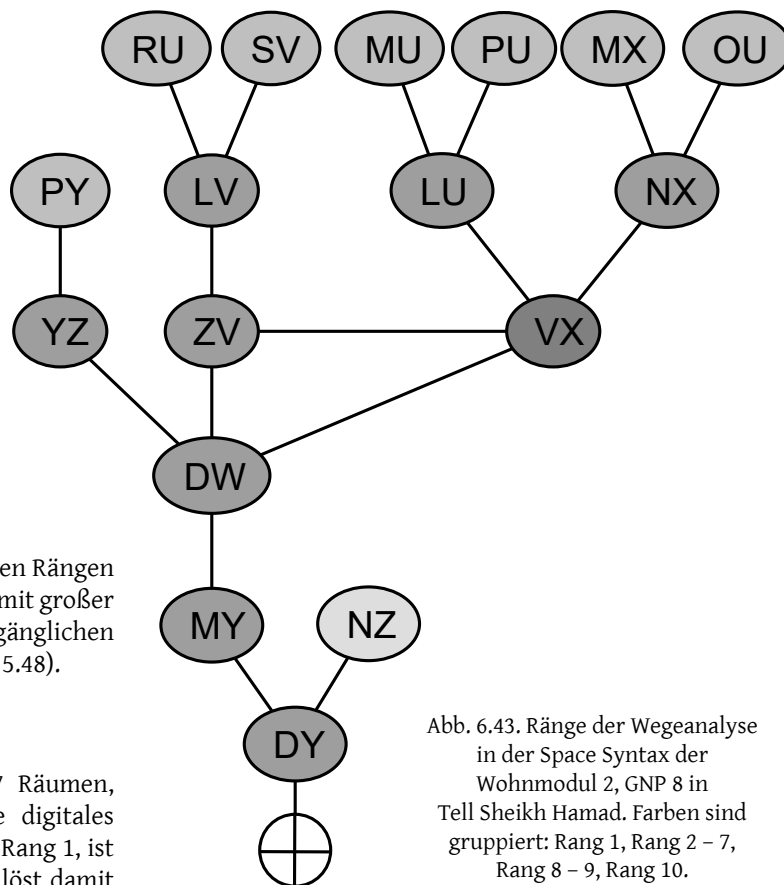 RU SV MU PU MX OU
PY LV LU NX
YZ ZV VX
DW
en Rängen
mit großer
MY NZ
gänglichen
5.48).
DY
Abb. 6.43. Ränge der Wegeanalyse
in der Space Syntax der
Wohnmodul 2, GNP 8 in
Tell Sheikh Hamad. Farben sind
gruppiert: Rang 1, Rang 2 – 7,
Rang 8 – 9, Rang 10.
Räumen,
digitales
Rang 1, ist
löst damit